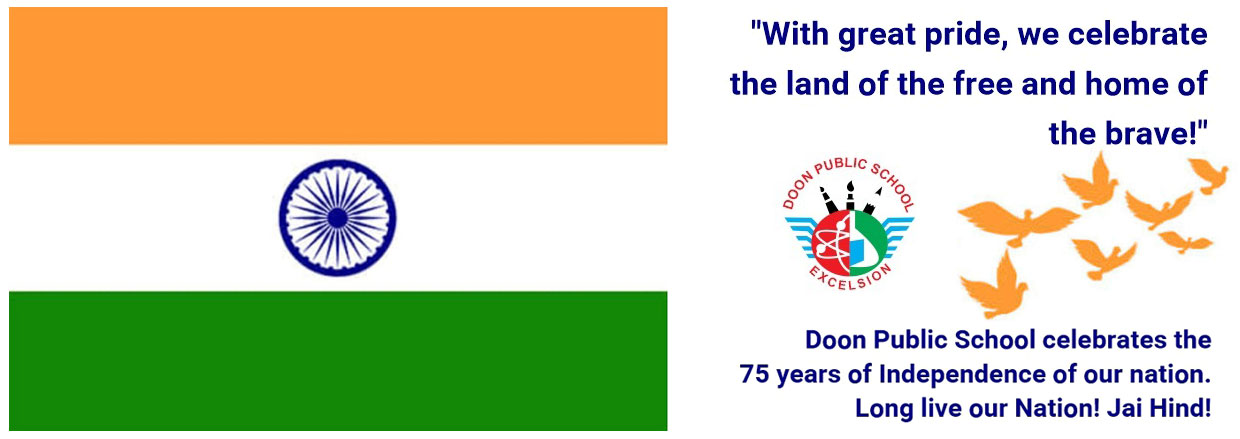 "With great pride, we celebrate
the land of the free and home of
the brave!"
DOON PUBLIC SCHOOL
EXCELSION
Doon Public School celebrates the
75 years of Independence of our nation.
Long live our Nation! Jai Hind!